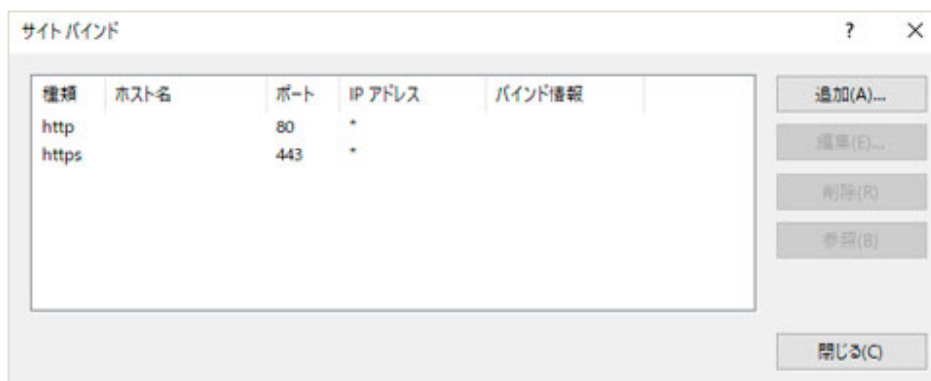 サイト バインド ? ×
種類 ホスト名 ポート IP アドレス バインド情報
http 80 *
https 443 *
追加(A)...
編集(E)...
削除(R)
参照(B)
閉じる(C)